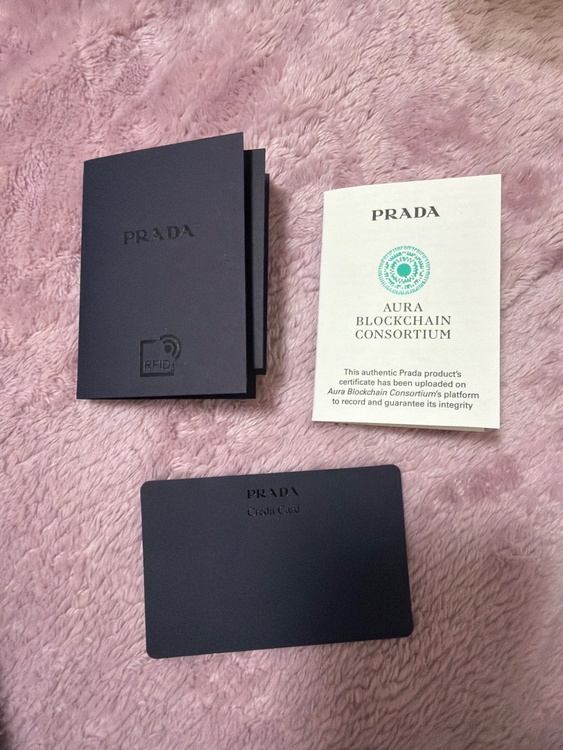 PRADA
RFID
PRADA
AURA
BLOCKCHAIN
CONSORTIUM
This authentic Prada product's
certificate has been uploaded on
Aura Blockchain Consortium's platform
to record and guarantee its integrity
PRADA
Credit Card